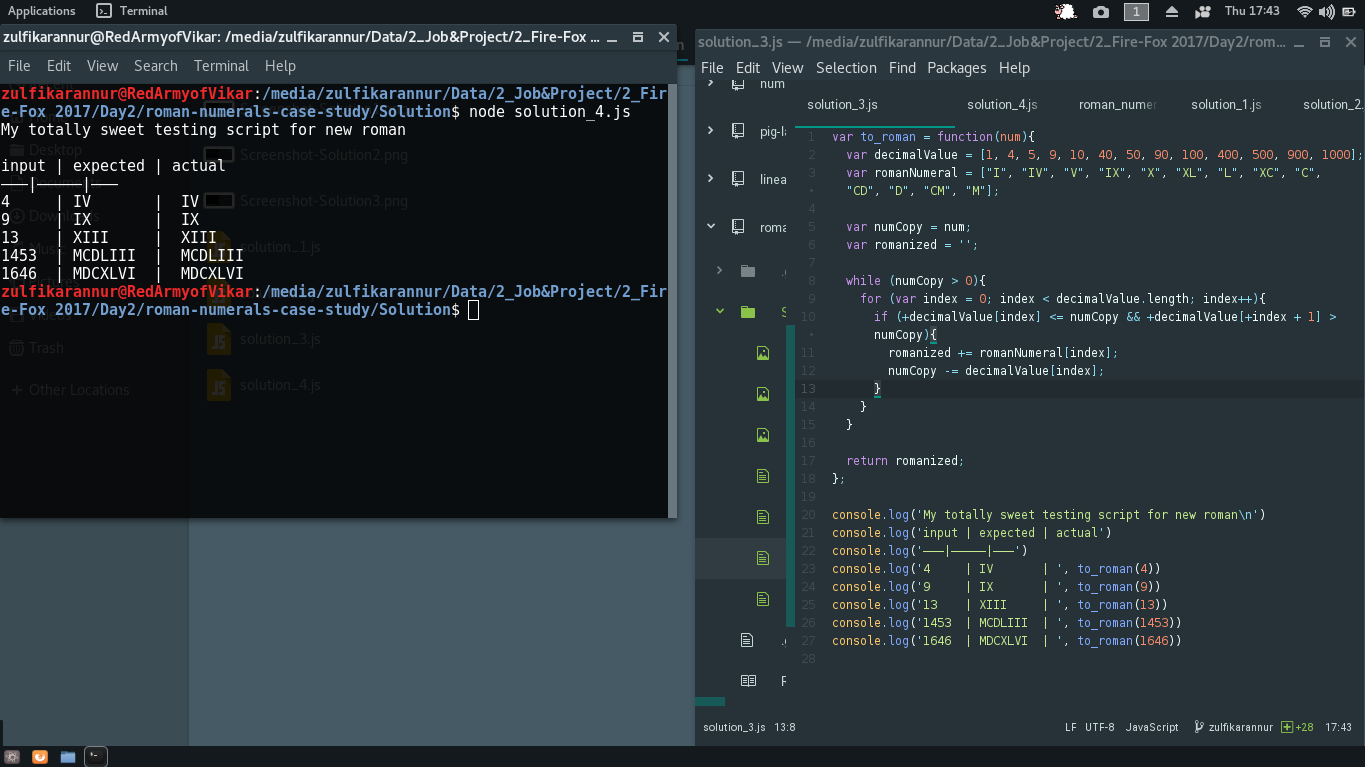 Applications Terminal 1 Thu 17:43
zulfikarannur@RedArmyofVikar: /media/zulfikarannur/Data/2_Job&Project/2_Fire-Fox ...
File Edit View Search Terminal Help
zulfikarannur@RedArmyofVikar:/media/zulfikarannur/Data/2_Job&Project/2_Fir
e-Fox 2017/Day2/roman-numerals-case-study/Solution$ node solution_4.js
My totally sweet testing script for new roman
input | expected | actual
———|—————|———
4 | IV | IV
9 | IX | IX
13 | XIII | XIII
1453 | MCDLIII | MCDLIII
1646 | MDCXLVI | MDCXLVI
zulfikarannur@RedArmyofVikar:/media/zulfikarannur/Data/2_Job&Project/2_Fir
e-Fox 2017/Day2/roman-numerals-case-study/Solution$
Desktop
Trash
+ Other Locations
Screenshot-Solution2.png
Screenshot-Solution3.png
solution_1.js
solution_3.js
solution_4.js
solution_3.js — /media/zulfikarannur/Data/2_Job&Project/2_Fire-Fox 2017/Day2/rom...
File Edit View Selection Find Packages Help
num
pig-la
linea
roma
solution_3.js solution_4.js roman_numer solution_1.js solution_2.
1 var to_roman = function(num){
2 var decimalValue = [1, 4, 5, 9, 10, 40, 50, 90, 100, 400, 500, 900, 1000];
3 var romanNumeral = ["I", "IV", "V", "IX", "X", "XL", "L", "XC", "C",
• "CD", "D", "CM", "M"];
4
5 var numCopy = num;
6 var romanized = '';
7
8 while (numCopy > 0){
9 for (var index = 0; index < decimalValue.length; index++){
10 if (+decimalValue[index] <= numCopy && +decimalValue[+index + 1] >
• numCopy){
11 romanized += romanNumeral[index];
12 numCopy -= decimalValue[index];
13 }
14 }
15 }
16
17 return romanized;
18 };
19
20 console.log('My totally sweet testing script for new roman\n')
21 console.log('input | expected | actual')
22 console.log('———|—————|———')
23 console.log('4 | IV | ', to_roman(4))
24 console.log('9 | IX | ', to_roman(9))
25 console.log('13 | XIII | ', to_roman(13))
26 console.log('1453 | MCDLIII | ', to_roman(1453))
27 console.log('1646 | MDCXLVI | ', to_roman(1646))
28
solution_3.js 13:8 LF UTF-8 JavaScript zulfikarannur +28 17:43